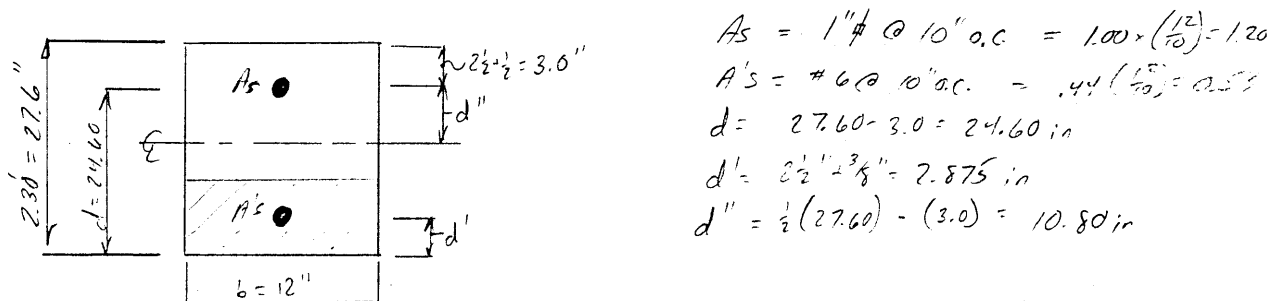 2.30' = 27.6"
d = 24.60
℄
As
A's
~2½+½ = 3.0"
d"
d'
b = 12"
As = 1"⌀ @ 10" o.c. = 1.00 × (12/10) = 1.20
A's = #6 @ 10" o.c. = .44
d = 27.60 - 3.0 = 24.60 in
d' = 2½" + ⅜" = 2.875 in
d" = ½ (27.60) - (3.0) = 10.80 in